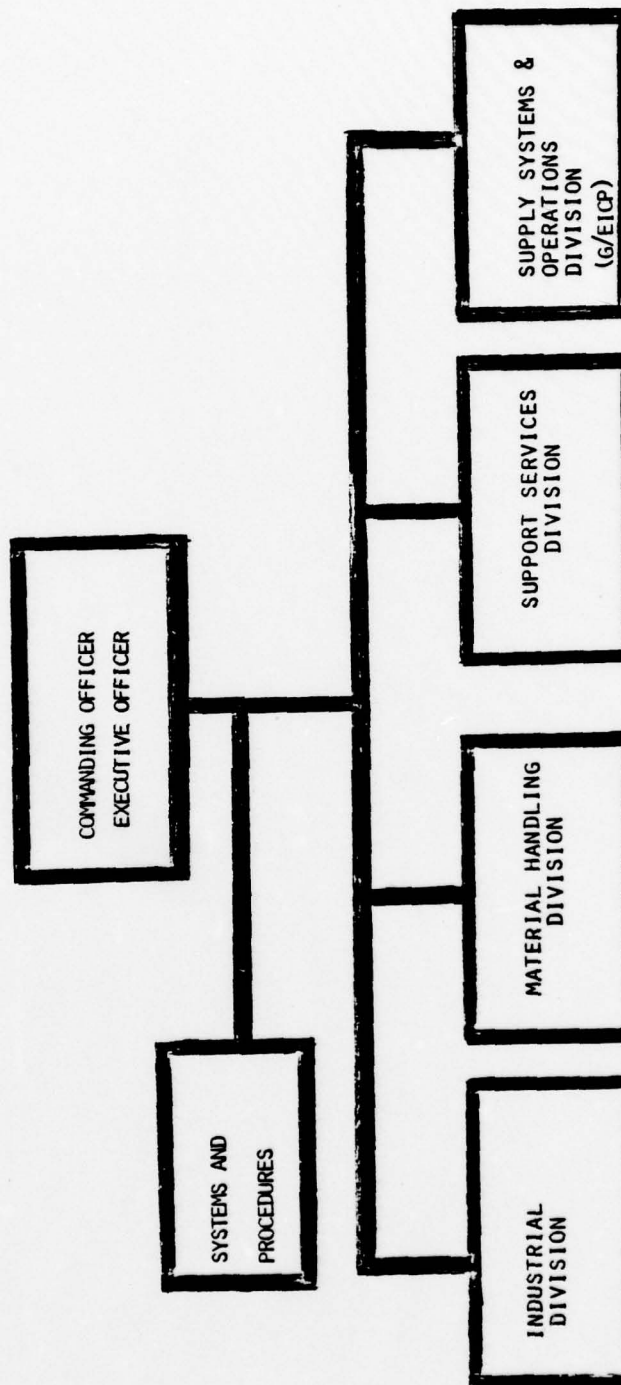 COMMANDING OFFICER
EXECUTIVE OFFICER
SYSTEMS AND
PROCEDURES
INDUSTRIAL
DIVISION
MATERIAL HANDLING
DIVISION
SUPPORT SERVICES
DIVISION
SUPPLY SYSTEMS &
OPERATIONS
DIVISION
(G/EICP)